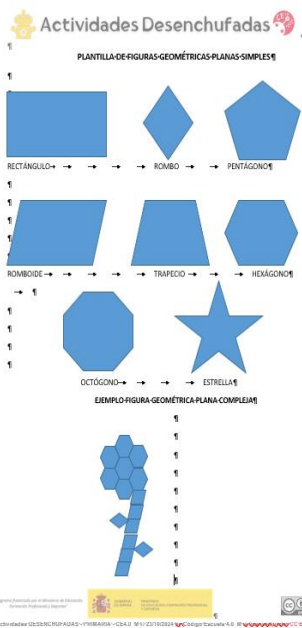 Actividades Desenchufadas
PLANTILLA DE FIGURAS GEOMÉTRICAS PLANAS SIMPLES
RECTÁNGULO ROMBO PENTÁGONO
ROMBOIDE TRAPECIO HEXÁGONO
OCTÓGONO ESTRELLA
EJEMPLO FIGURA GEOMÉTRICA PLANA COMPLEJA